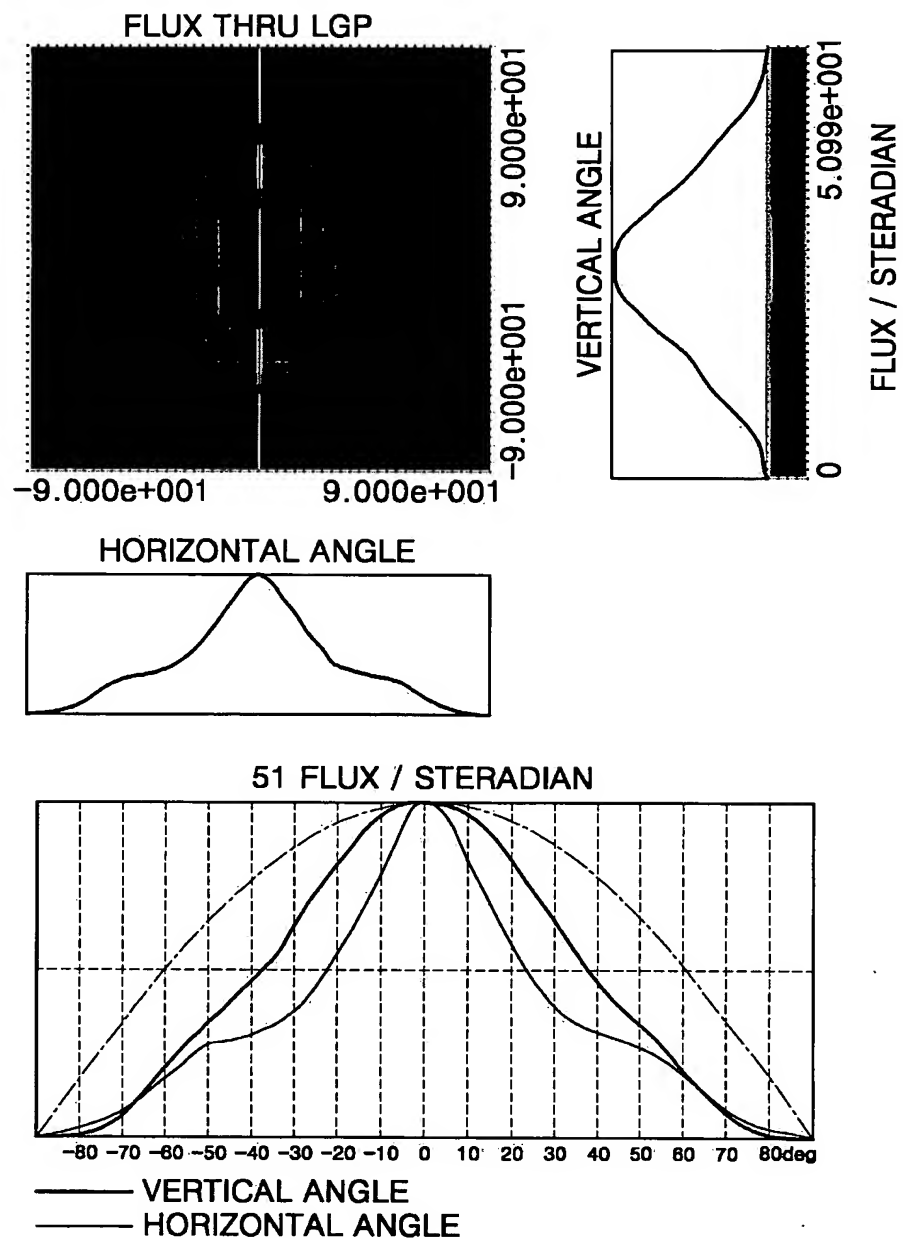 FLUX THRU LGP
9.000e+001
-9.000e+001
-9.000e+001 9.000e+001
VERTICAL ANGLE
5.099e+001
0
FLUX / STERADIAN
HORIZONTAL ANGLE
51 FLUX / STERADIAN
-80 -70 -60 -50 -40 -30 -20 -10 0 10 20 30 40 50 60 70 80deg
VERTICAL ANGLE
HORIZONTAL ANGLE